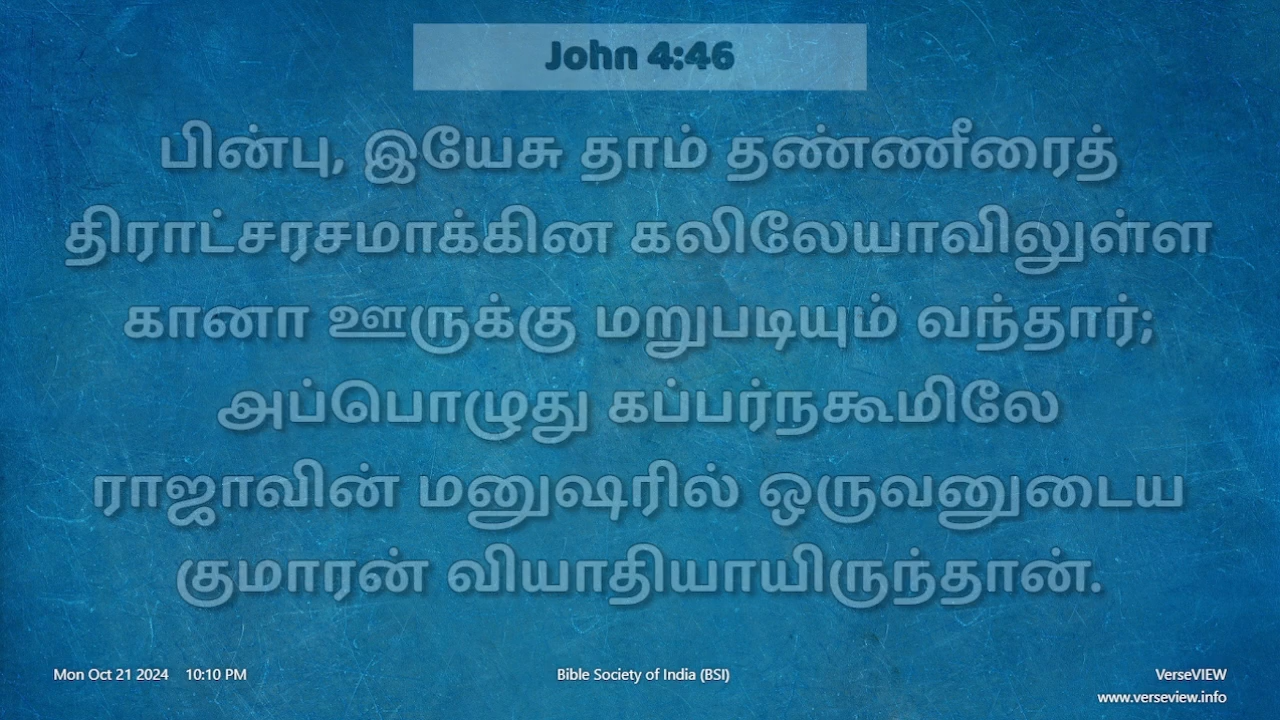 John 4:46
பின்பு, இயேசு தாம் தண்ணீரைத்
திராட்சரசமாக்கின கலிலேயாவிலுள்ள
கானா ஊருக்கு மறுபடியும் வந்தார்;
அப்பொழுது கப்பர்நகூமிலே
ராஜாவின் மனுஷரில் ஒருவனுடைய
குமாரன் வியாதியாயிருந்தான்.
Mon Oct 21 2024 10:10 PM
Bible Society of India (BSI)
VerseVIEW
www.verseview.info